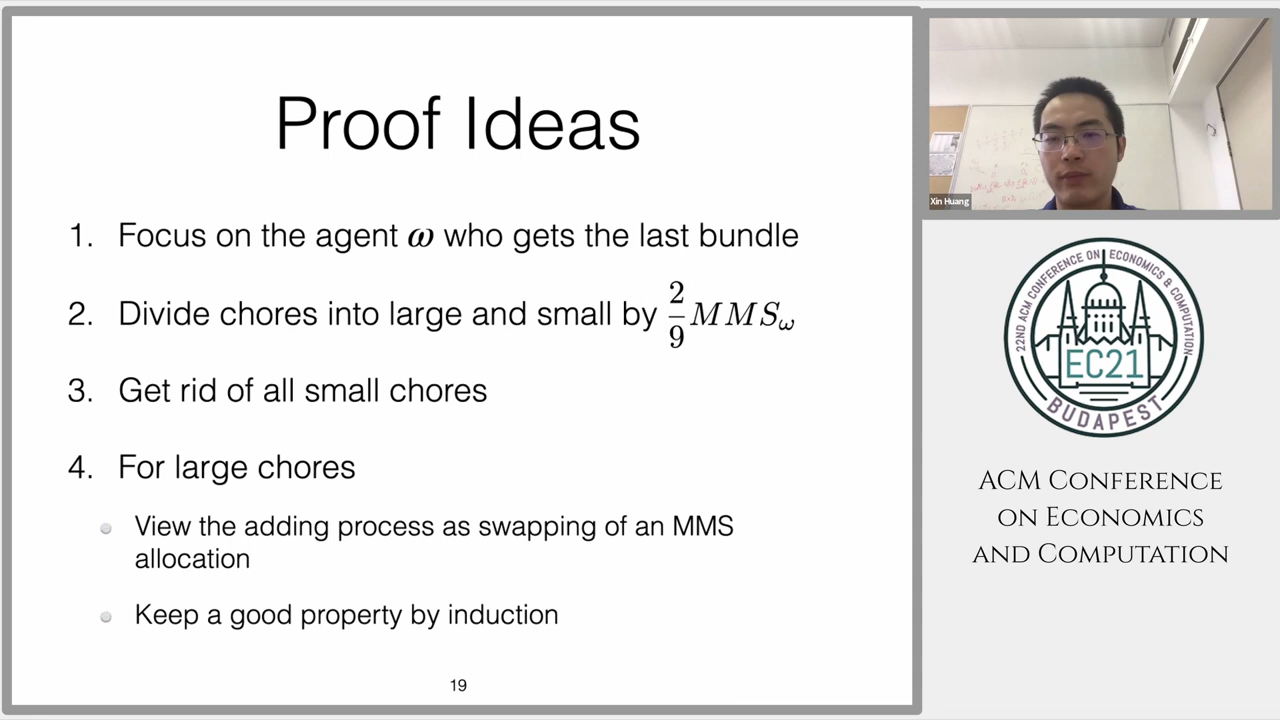 Proof Ideas
1. Focus on the agent ω who gets the last bundle
2. Divide chores into large and small by 2/9 MMS_ω
3. Get rid of all small chores
4. For large chores
View the adding process as swapping of an MMS
allocation
Keep a good property by induction
19
Xin Huang
22ND ACM CONFERENCE ON ECONOMICS & COMPUTATION
EC21
BUDAPEST
ACM Conference
on Economics
and Computation